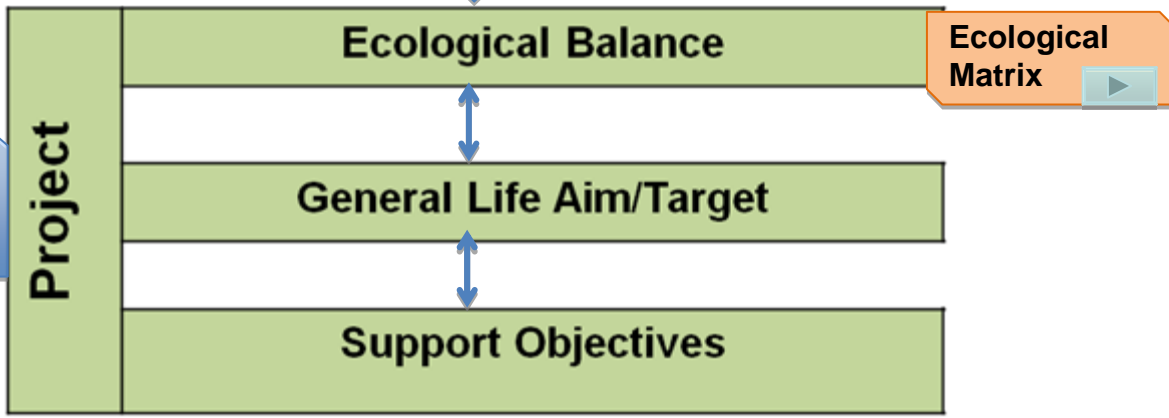 Project
Ecological Balance
Ecological
Matrix
General Life Aim/Target
Support Objectives